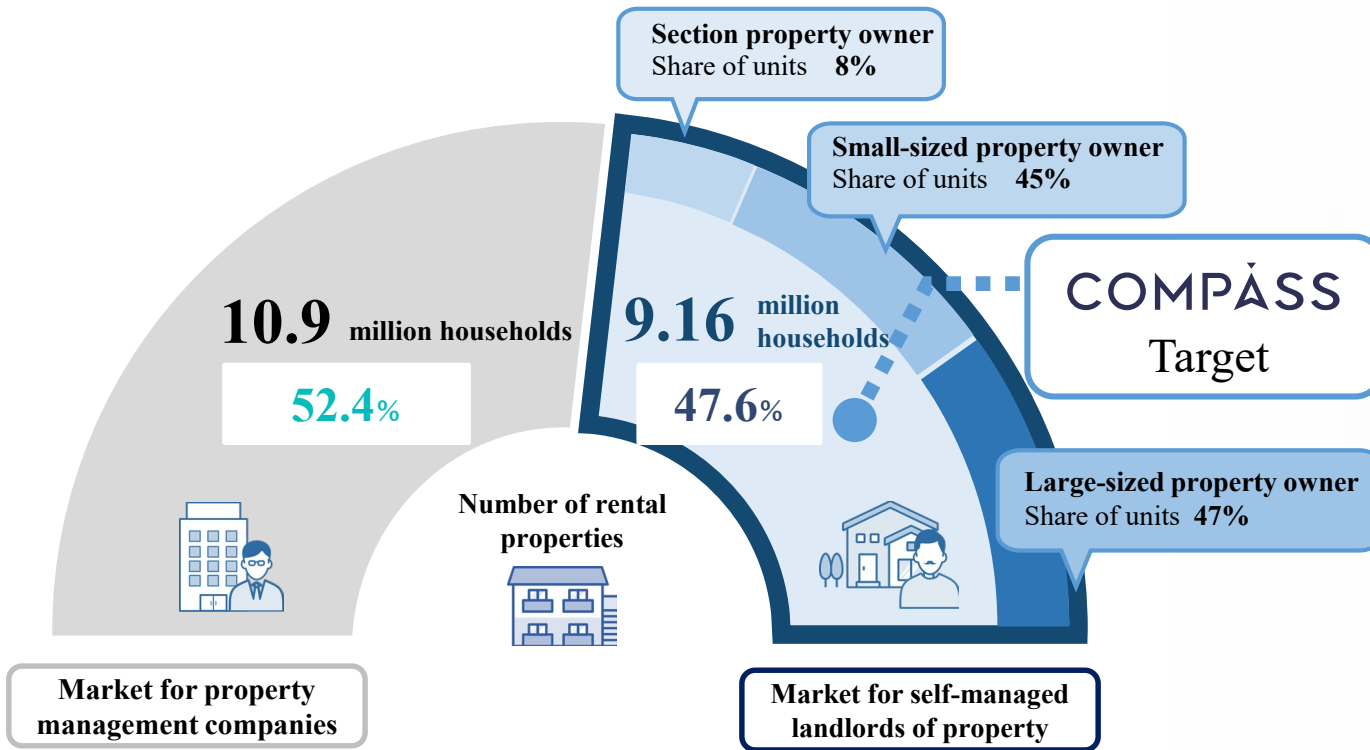 Section property owner
Share of units 8%
Small-sized property owner
Share of units 45%
COMPASS
Target
10.9 million households
52.4%
9.16 million
households
47.6%
Large-sized property owner
Share of units 47%
Number of rental
properties
Market for property
management companies
Market for self-managed
landlords of property